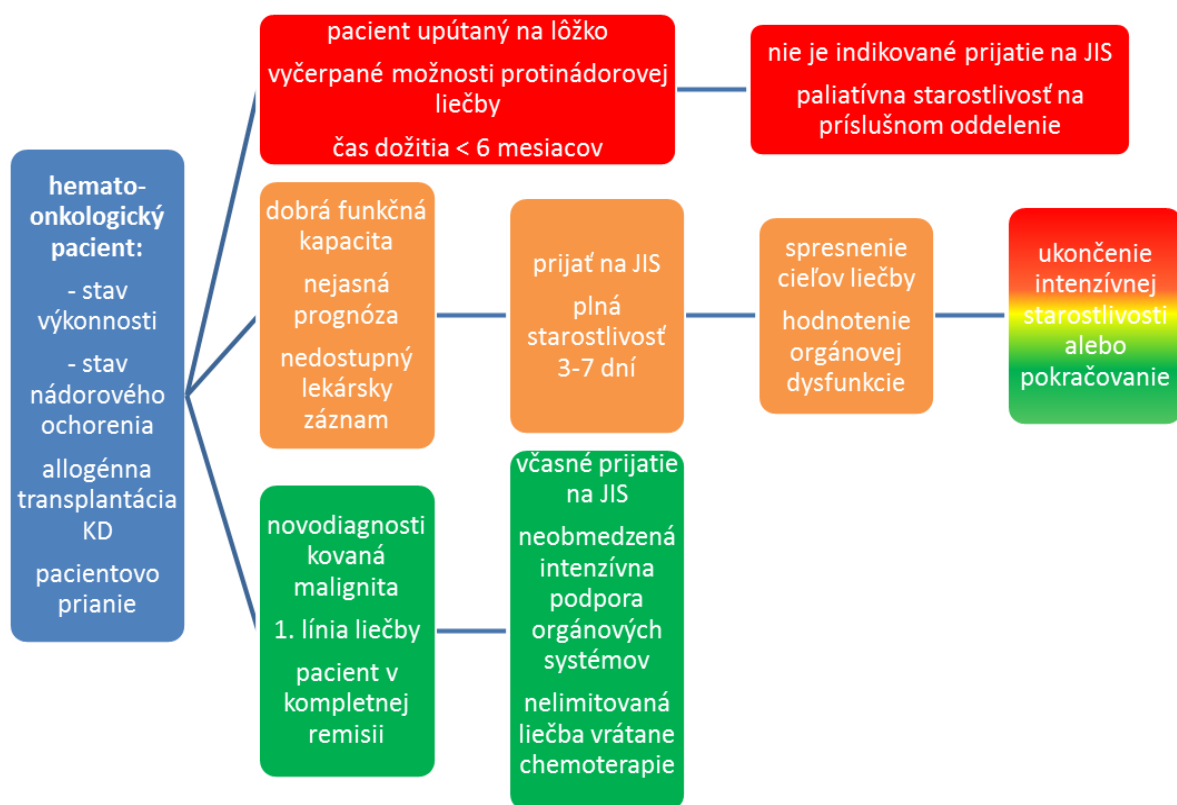 hemato-
onkologický
pacient:
- stav
výkonnosti
- stav
nádorového
ochorenia
allogénna
transplantácia
KD
pacientovo
prianie
pacient upútaný na lôžko
vyčerpané možnosti protinádorovej
liečby
čas dožitia < 6 mesiacov
nie je indikované prijatie na JIS
paliatívna starostlivosť na
príslušnom oddelenie
dobrá funkčná
kapacita
nejasná
prognóza
nedostupný
lekársky
záznam
prijať na JIS
plná
starostlivosť
3-7 dní
spresnenie
cieľov liečby
hodnotenie
orgánovej
dysfunkcie
ukončenie
intenzívnej
starostlivosti
alebo
pokračovanie
novodiagnosti
kovaná
malignita
1. línia liečby
pacient v
kompletnej
remisii
včasné prijatie
na JIS
neobmedzená
intenzívna
podpora
orgánových
systémov
nelimitovaná
liečba vrátane
chemoterapie